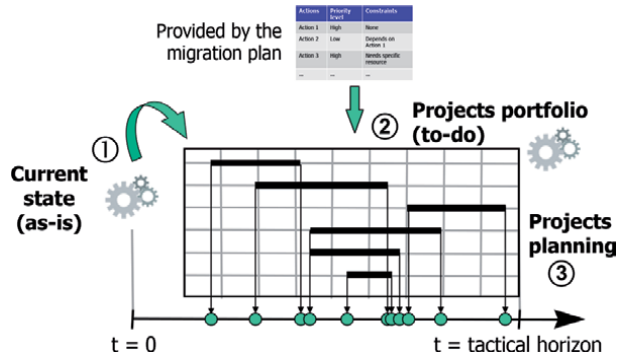 Provided by the
migration plan
Actions Priority level Constraints
Action 1 High None
Action 2 Low Depends on Action 1
Action 3 High Needs specific resource
... ... ...
① 
② Projects portfolio
(to-do)
Current
state
(as-is)
Projects
planning
③
t = 0
t = tactical horizon